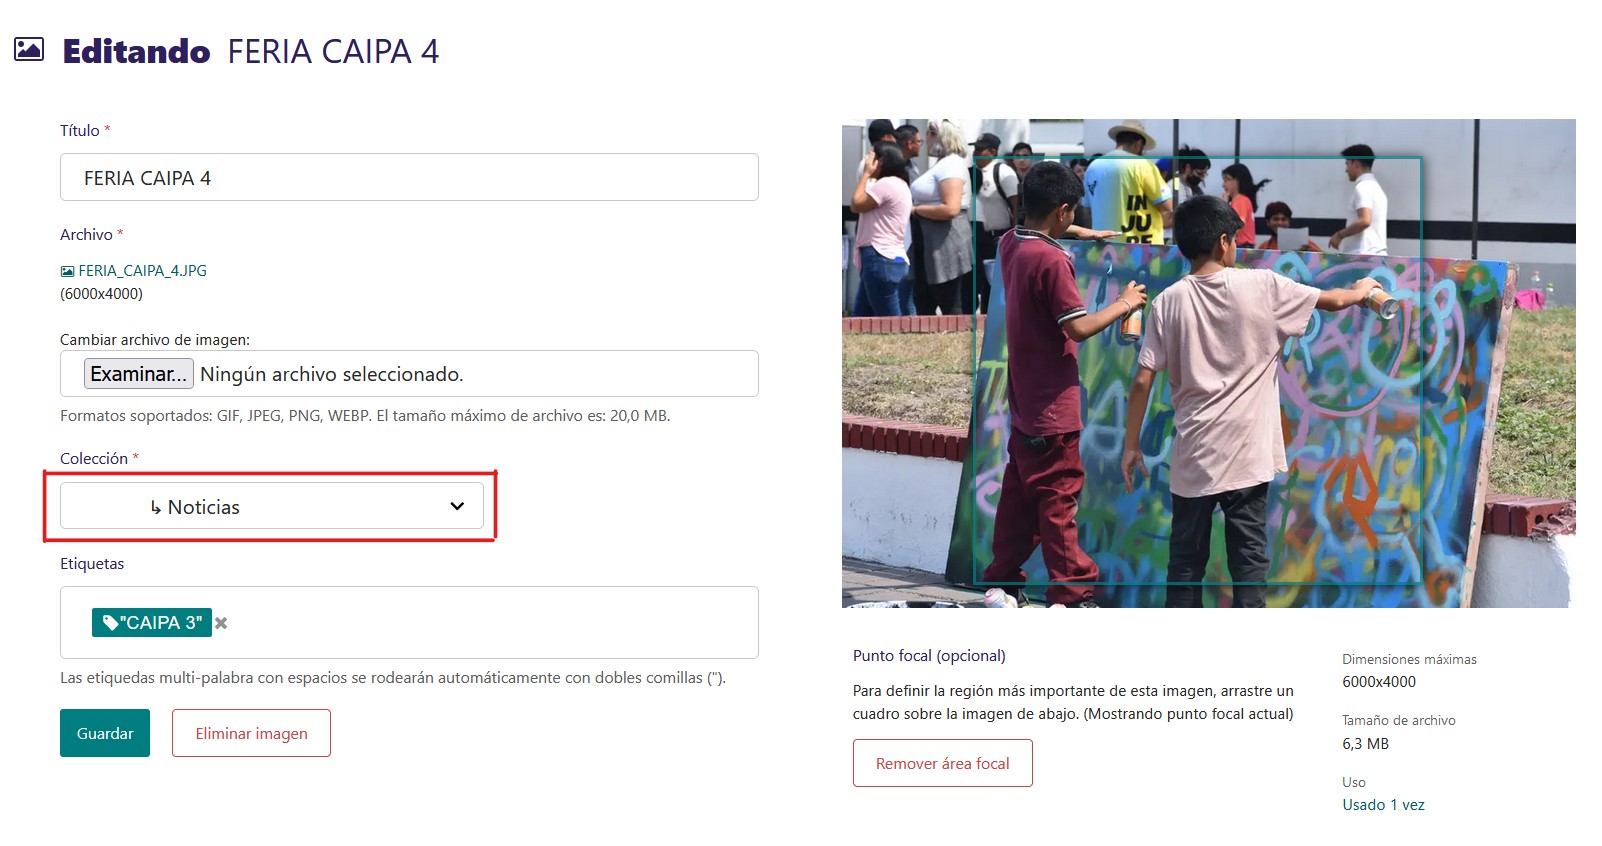 Editando FERIA CAIPA 4
Título *
FERIA CAIPA 4
Archivo *
FERIA_CAIPA_4.JPG
(6000x4000)
Cambiar archivo de imagen:
Examinar... Ningún archivo seleccionado.
Formatos soportados: GIF, JPEG, PNG, WEBP. El tamaño máximo de archivo es: 20,0 MB.
Colección *
↳ Noticias
Etiquetas
"CAIPA 3"
Las etiquedas multi-palabra con espacios se rodearán automáticamente con dobles comillas (").
Guardar
Eliminar imagen
IN
JU
RE
Punto focal (opcional)
Para definir la región más importante de esta imagen, arrastre un
cuadro sobre la imagen de abajo. (Mostrando punto focal actual)
Remover área focal
Dimensiones máximas
6000x4000
Tamaño de archivo
6,3 MB
Uso
Usado 1 vez